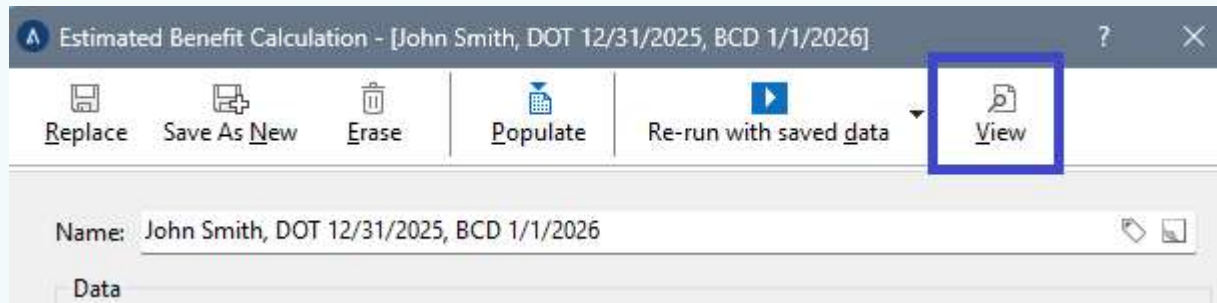 Estimated Benefit Calculation - [John Smith, DOT 12/31/2025, BCD 1/1/2026] ?
Replace Save As New Erase Populate Re-run with saved data View
Name: John Smith, DOT 12/31/2025, BCD 1/1/2026
Data